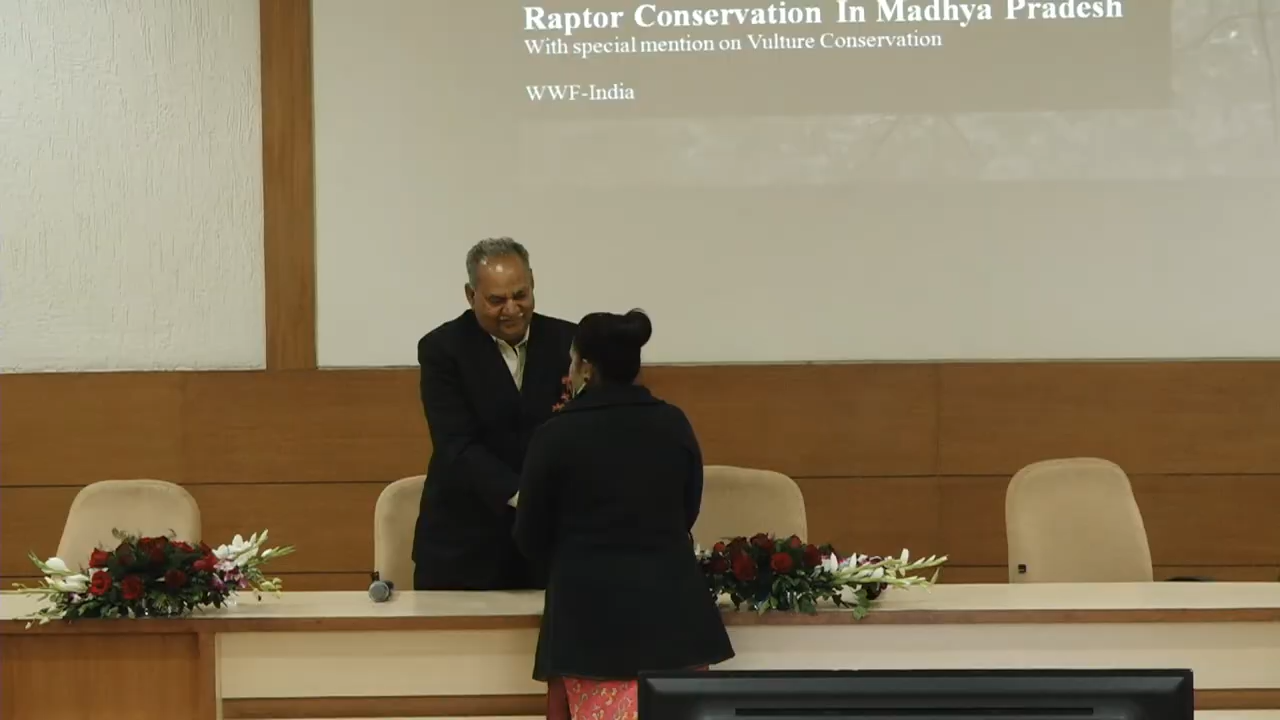 Raptor Conservation In Madhya Pradesh
With special mention on Vulture Conservation
WWF-India